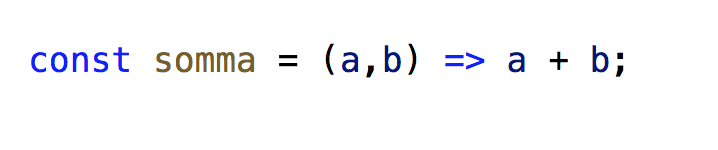 const somma = (a,b) => a + b;